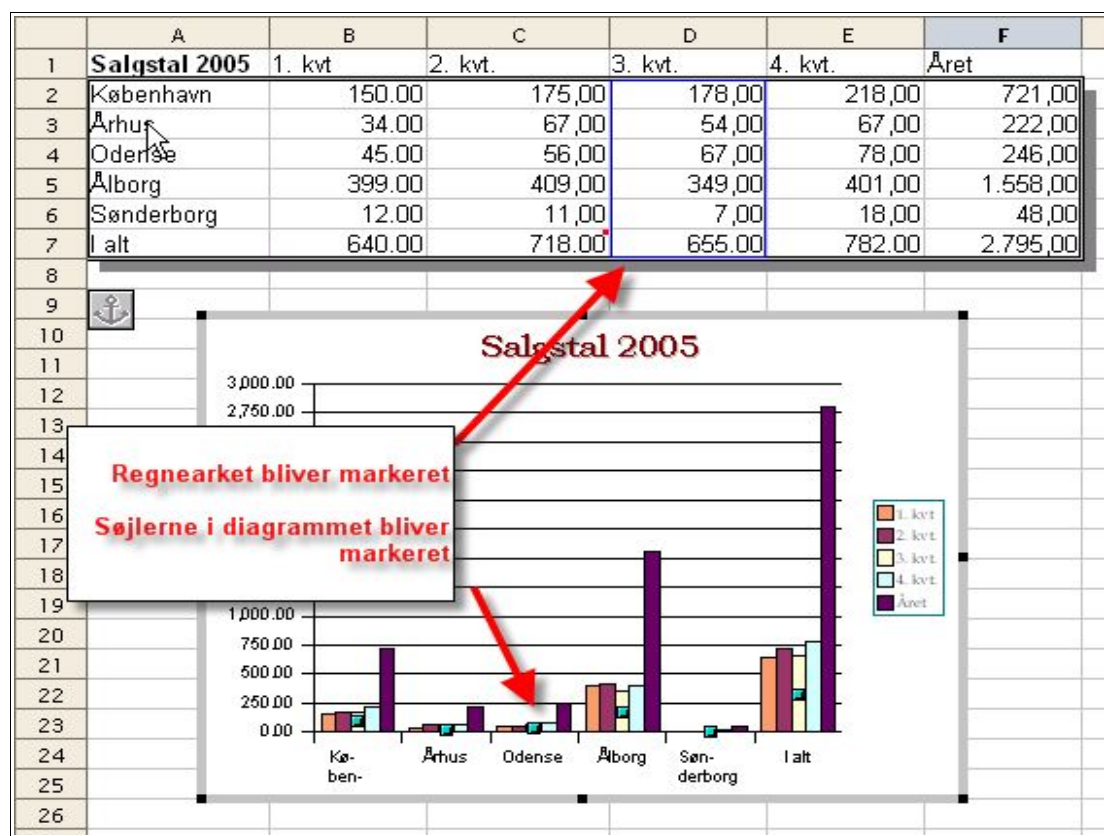 A B C D E F
1 Salgstal 2005 1. kvt 2. kvt. 3. kvt. 4. kvt. Året
2 København 150.00 175,00 178,00 218,00 721,00
3 Århus 34.00 67,00 54,00 67,00 222,00
4 Odense 45.00 56,00 67,00 78,00 246,00
5 Ålborg 399.00 409,00 349,00 401,00 1.558,00
6 Sønderborg 12.00 11,00 7,00 18,00 48,00
7 I alt 640.00 718.00 655.00 782.00 2.795,00
8
9
10
11
12
13
14
15
16
17
18
19
20
21
22
23
24
25
26
Salgstal 2005
3,000.00
2,750.00
Regnearket bliver markeret
Søjlerne i diagrammet bliver
markeret
1,000.00
750.00
500.00
250.00
0.00
Kø-
ben-
Århus
Odense
Ålborg
Søn-
derborg
I alt
1. kvt
2. kvt.
3. kvt.
4. kvt.
Året